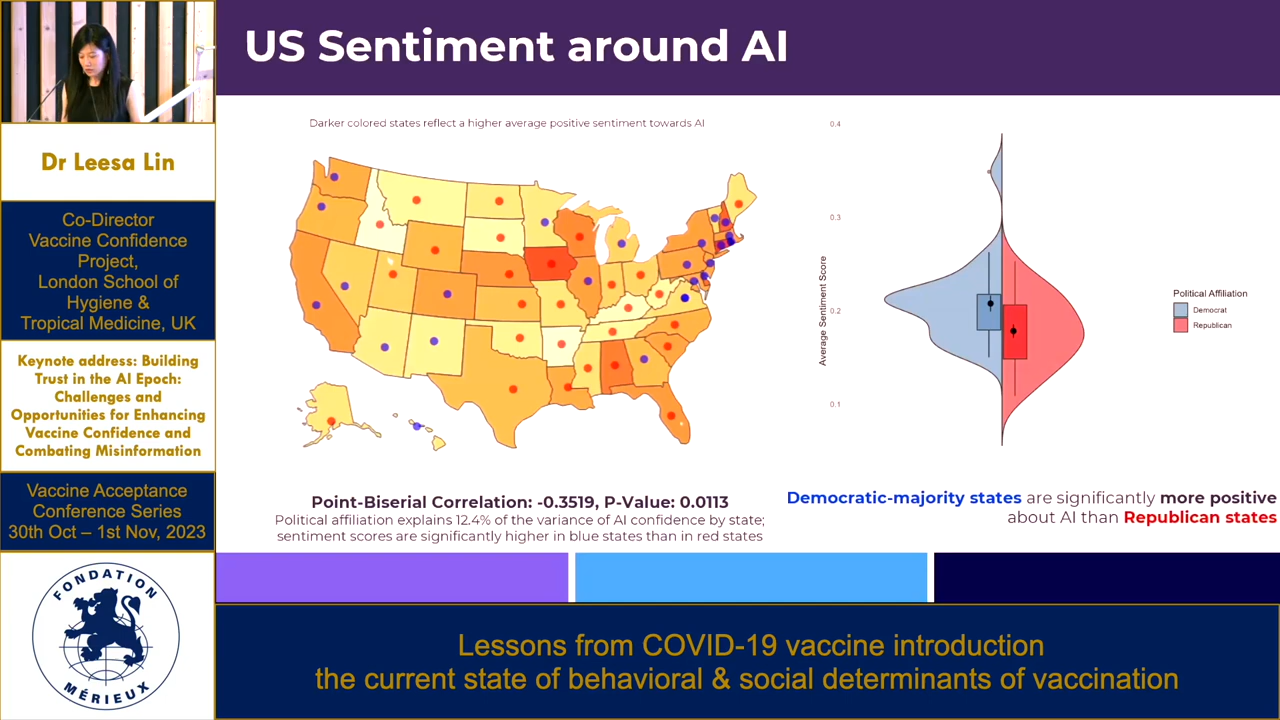 US Sentiment around AI
Dr Leesa Lin
Co-Director
Vaccine Confidence
Project,
London School of
Hygiene &
Tropical Medicine, UK
Keynote address: Building
Trust in the AI Epoch:
Challenges and
Opportunities for Enhancing
Vaccine Confidence and
Combating Misinformation
Vaccine Acceptance
Conference Series
30th Oct – 1st Nov, 2023
FONDATION
MÉRIEUX
Darker colored states reflect a higher average positive sentiment towards AI
Point-Biserial Correlation: -0.3519, P-Value: 0.0113
Political affiliation explains 12.4% of the variance of AI confidence by state;
sentiment scores are significantly higher in blue states than in red states
0.4
0.3
0.2
0.1
Average Sentiment Score
Political Affiliation
Democrat
Republican
Democratic-majority states are significantly more positive
about AI than Republican states
Lessons from COVID-19 vaccine introduction
the current state of behavioral & social determinants of vaccination